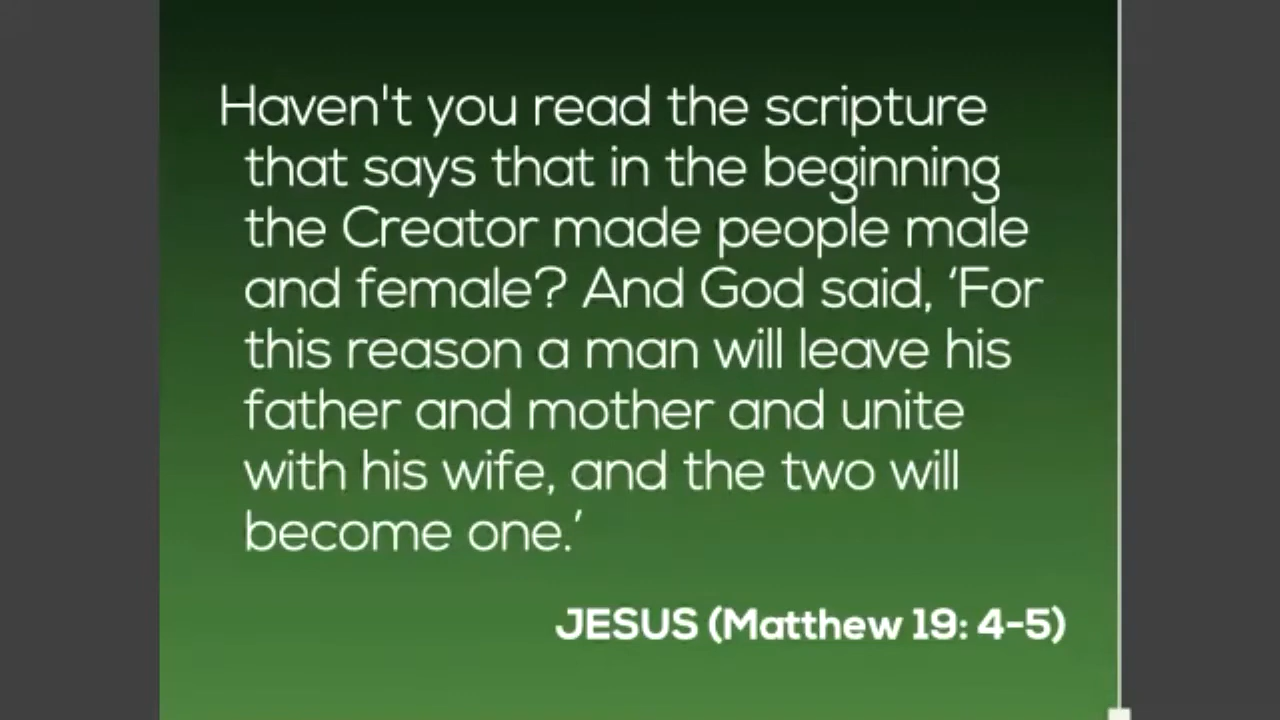 Haven't you read the scripture
that says that in the beginning
the Creator made people male
and female? And God said, ‘For
this reason a man will leave his
father and mother and unite
with his wife, and the two will
become one.’
JESUS (Matthew 19: 4-5)